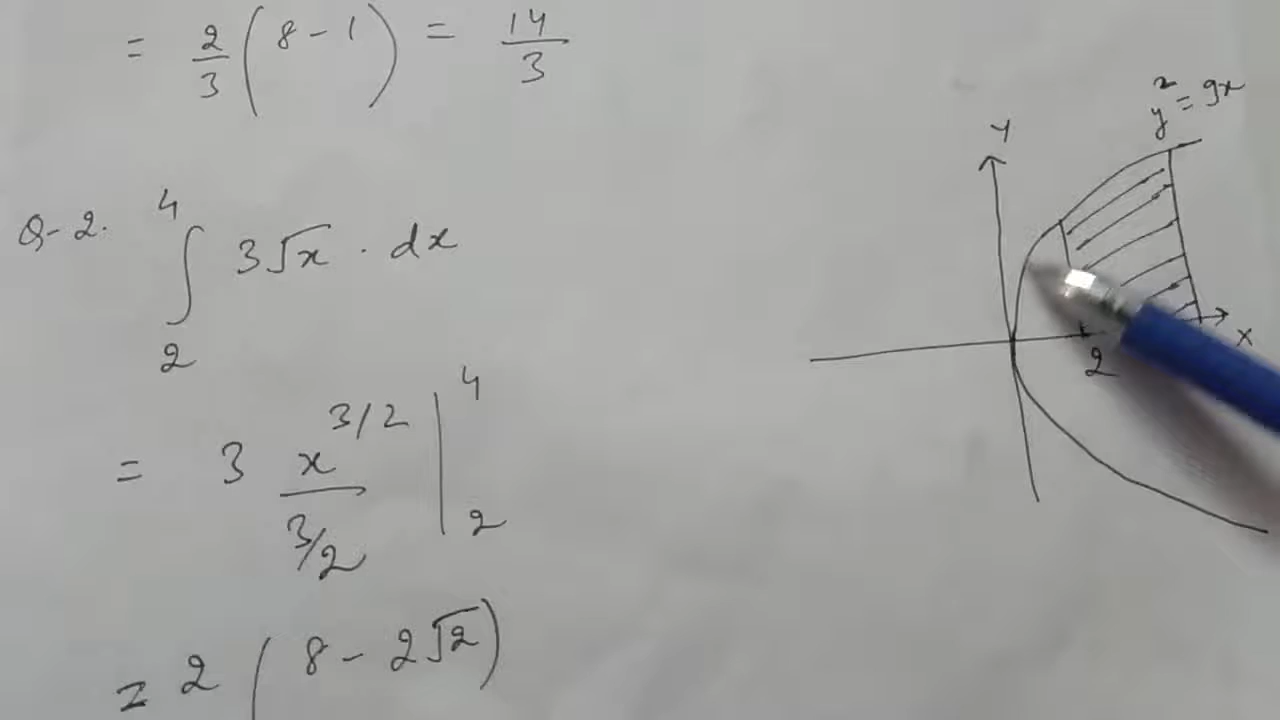 = 2/3 (8 - 1) = 14/3
Q-2. ∫₂⁴ 3√x · dx
= 3 x^{3/2} / (3/2) |₂⁴
= 2 (8 - 2√2)
y² = 9x
Y
X
2